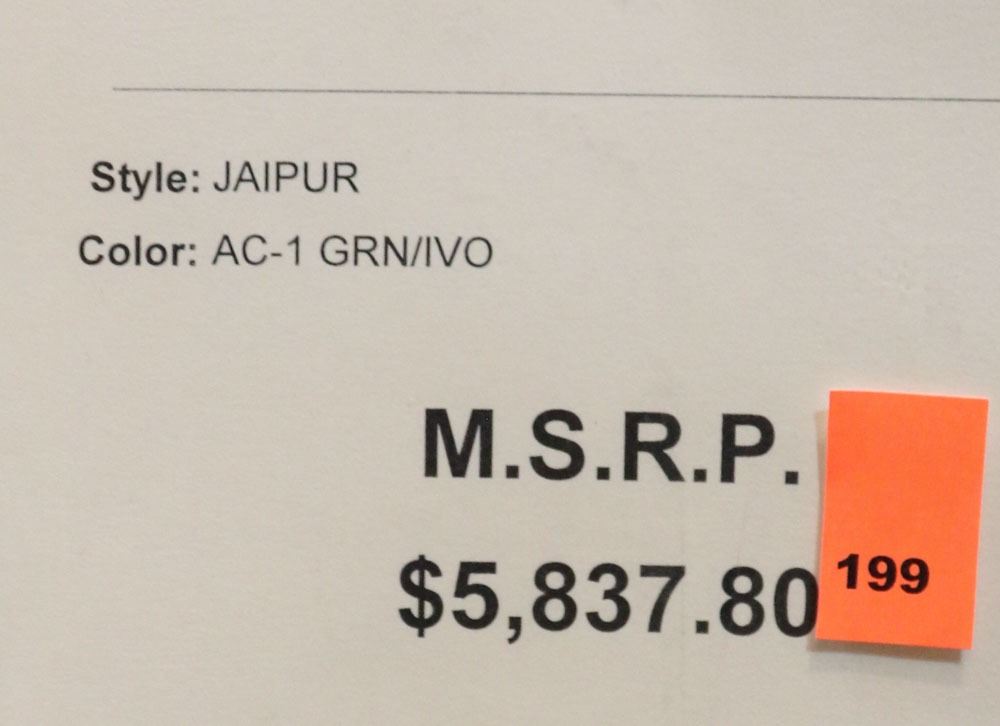 Style: JAIPUR
Color: AC-1 GRN/IVO
M.S.R.P.
$5,837.80
199